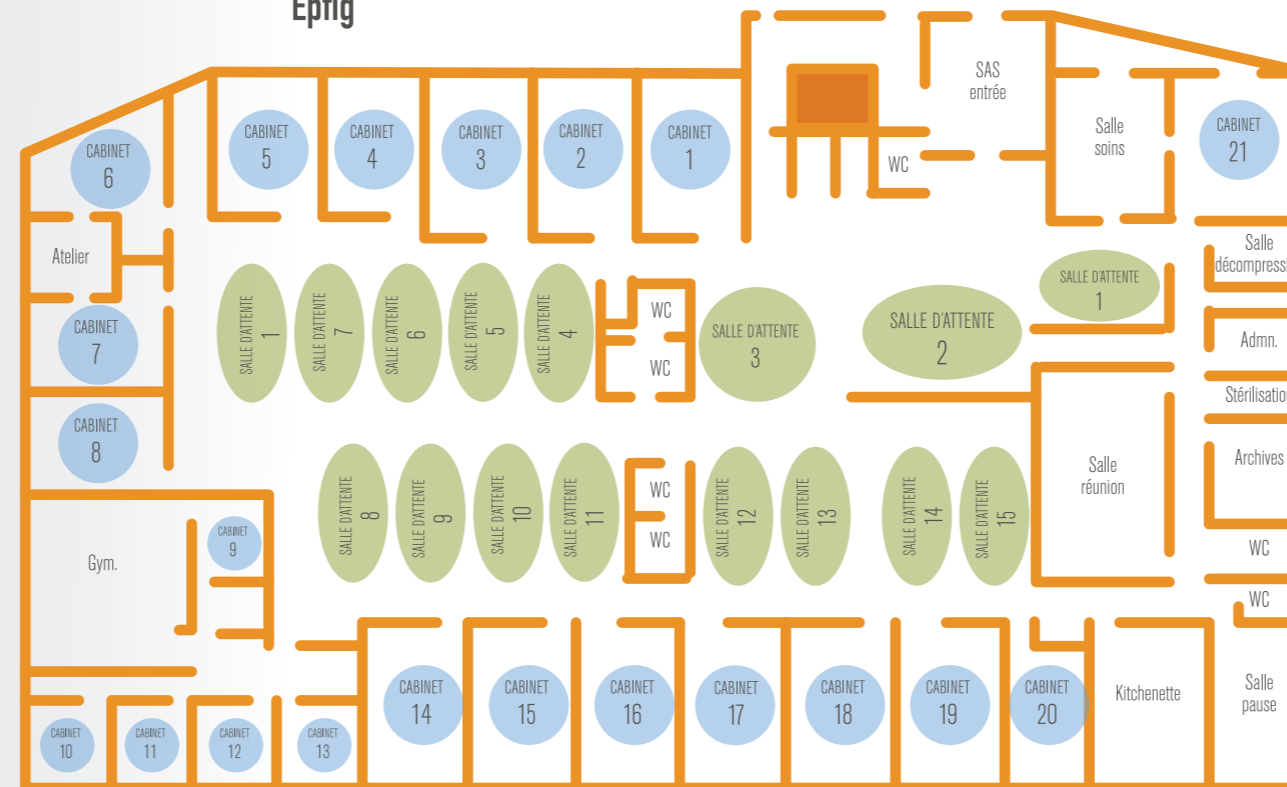 Epfig
SAS
entrée
Salle
soins
CABINET
21
CABINET
6
CABINET
5
CABINET
4
CABINET
3
CABINET
2
CABINET
1
WC
Atelier
Salle
décompressi
SALLE D'ATTENTE
1
CABINET
7
SALLE D'ATTENTE
1
SALLE D'ATTENTE
7
SALLE D'ATTENTE
6
SALLE D'ATTENTE
5
SALLE D'ATTENTE
4
WC
WC
SALLE D'ATTENTE
3
SALLE D'ATTENTE
2
Admn.
Stérilisation
CABINET
8
Archives
Salle
réunion
SALLE D'ATTENTE
8
SALLE D'ATTENTE
9
SALLE D'ATTENTE
10
SALLE D'ATTENTE
11
WC
WC
SALLE D'ATTENTE
12
SALLE D'ATTENTE
13
SALLE D'ATTENTE
14
SALLE D'ATTENTE
15
Gym.
CABINET
9
WC
WC
CABINET
10
CABINET
11
CABINET
12
CABINET
13
CABINET
14
CABINET
15
CABINET
16
CABINET
17
CABINET
18
CABINET
19
CABINET
20
Kitchenette
Salle
pause